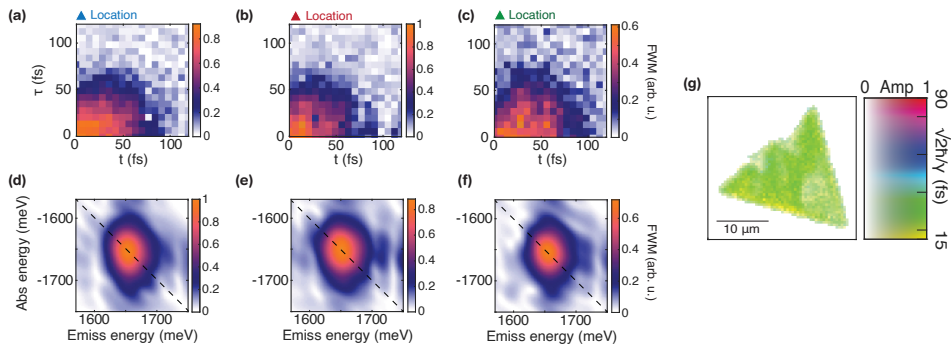 (a)
▲ Location
τ (fs)
100
50
0
0 50 100
t (fs)
0.8
0.6
0.4
0.2
0
(b)
▲ Location
100
50
0
0 50 100
t (fs)
1
0.8
0.6
0.4
0.2
0
(c)
▲ Location
100
50
0
0 50 100
t (fs)
0.6
0.4
0.2
0
FWM (arb. u.)
(d)
Abs energy (meV)
-1600
-1700
1600 1700
Emiss energy (meV)
1
0.8
0.6
0.4
0.2
0
(e)
-1600
-1700
1600 1700
Emiss energy (meV)
0.8
0.6
0.4
0.2
0
(f)
-1600
-1700
1600 1700
Emiss energy (meV)
0.6
0.4
0.2
0
FWM (arb. u.)
(g)
10 μm
0 Amp 1
90
15
√2ℏ/γ (fs)